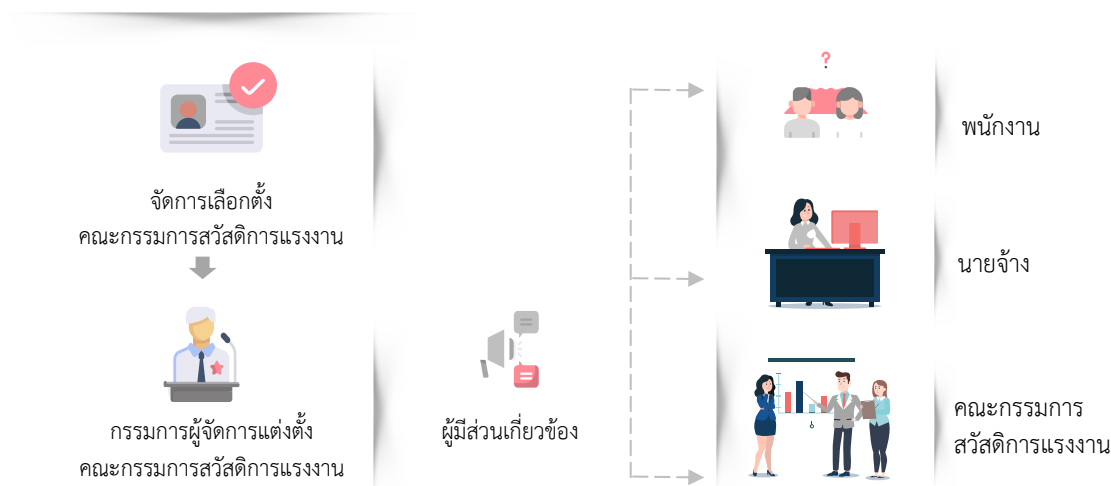 จัดการเลือกตั้ง
คณะกรรมการสวัสดิการแรงงาน
กรรมการผู้จัดการแต่งตั้ง
คณะกรรมการสวัสดิการแรงงาน
ผู้มีส่วนเกี่ยวข้อง
?
พนักงาน
นายจ้าง
คณะกรรมการ
สวัสดิการแรงงาน